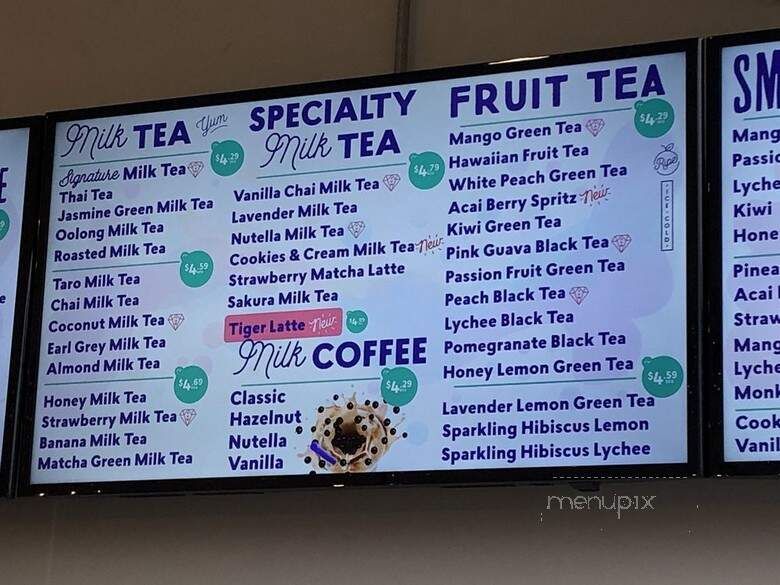 Milk TEA Yum
$4.29
Signature Milk Tea
Thai Tea
Jasmine Green Milk Tea
Oolong Milk Tea
Roasted Milk Tea
$4.59
Taro Milk Tea
Chai Milk Tea
Coconut Milk Tea
Earl Grey Milk Tea
Almond Milk Tea
$4.69
Honey Milk Tea
Strawberry Milk Tea
Banana Milk Tea
Matcha Green Milk Tea
SPECIALTY
Milk TEA
$4.79
Vanilla Chai Milk Tea
Lavender Milk Tea
Nutella Milk Tea
Cookies & Cream Milk Tea New
Strawberry Matcha Latte
Sakura Milk Tea
Tiger Latte New
Milk COFFEE
$4.29
Classic
Hazelnut
Nutella
Vanilla
FRUIT TEA
$4.29
Mango Green Tea
Hawaiian Fruit Tea
White Peach Green Tea
Acai Berry Spritz New
Kiwi Green Tea
Pink Guava Black Tea
Passion Fruit Green Tea
Peach Black Tea
Lychee Black Tea
Pomegranate Black Tea
Honey Lemon Green Tea
$4.59
Lavender Lemon Green Tea
Sparkling Hibiscus Lemon
Sparkling Hibiscus Lychee
ICE-COLD
SM
Mang
Passic
Lyche
Kiwi
Hone
Pinea
Acai
Straw
Mang
Lyche
Monl
Cook
Vanil
menupix